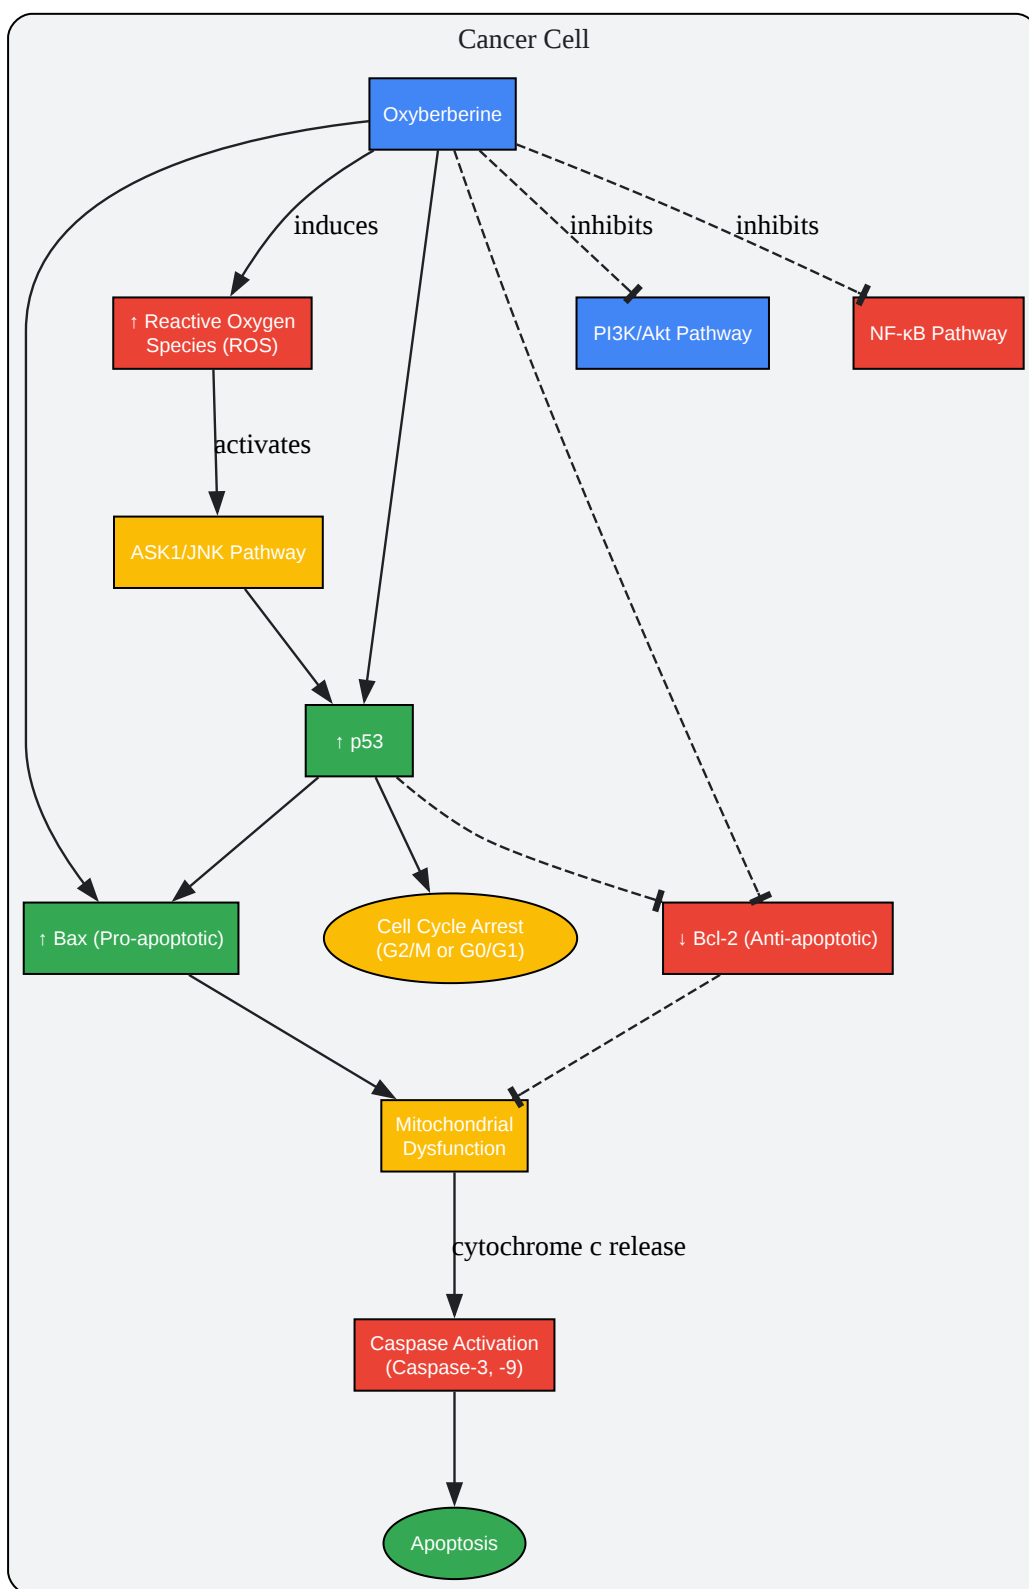 Cancer Cell
Oxyberberine
induces
inhibits
inhibits
↑ Reactive Oxygen
Species (ROS)
PI3K/Akt Pathway
NF-κB Pathway
activates
ASK1/JNK Pathway
↑ p53
↑ Bax (Pro-apoptotic)
Cell Cycle Arrest
(G2/M or G0/G1)
↓ Bcl-2 (Anti-apoptotic)
Mitochondrial
Dysfunction
cytochrome c release
Caspase Activation
(Caspase-3, -9)
Apoptosis